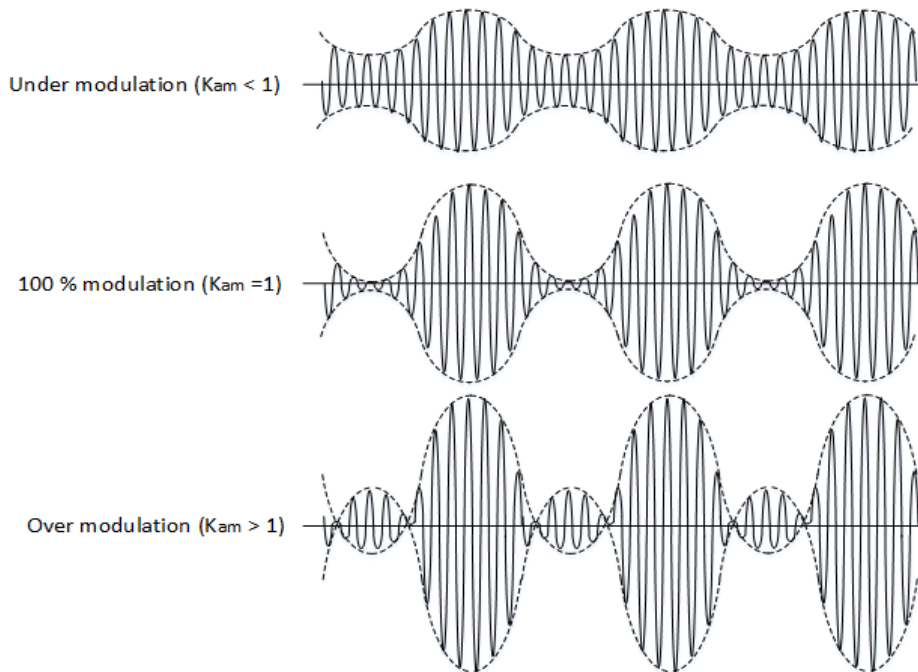 Under modulation (Kam < 1)
100 % modulation (Kam =1)
Over modulation (Kam > 1)